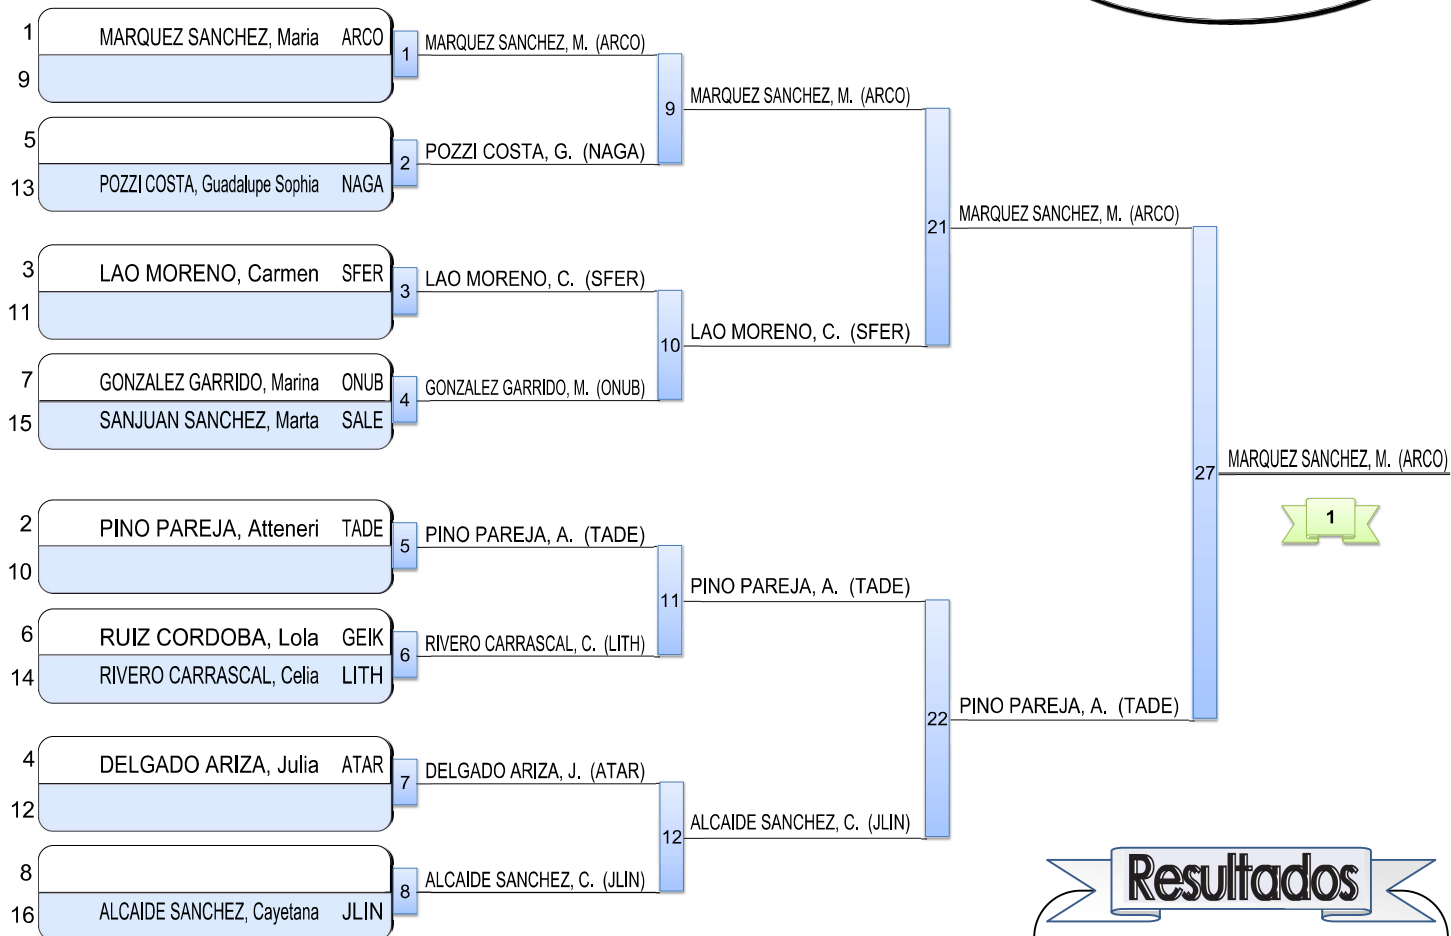 1 MARQUEZ SANCHEZ, Maria ARCO
9
1
MARQUEZ SANCHEZ, M. (ARCO)
5
13 POZZI COSTA, Guadalupe Sophia NAGA
2
POZZI COSTA, G. (NAGA)
9
MARQUEZ SANCHEZ, M. (ARCO)
3 LAO MORENO, Carmen SFER
11
3
LAO MORENO, C. (SFER)
7 GONZALEZ GARRIDO, Marina ONUB
15 SANJUAN SANCHEZ, Marta SALE
4
GONZALEZ GARRIDO, M. (ONUB)
10
LAO MORENO, C. (SFER)
21
MARQUEZ SANCHEZ, M. (ARCO)
2 PINO PAREJA, Atteneri TADE
10
5
PINO PAREJA, A. (TADE)
6 RUIZ CORDOBA, Lola GEIK
14 RIVERO CARRASCAL, Celia LITH
6
RIVERO CARRASCAL, C. (LITH)
11
PINO PAREJA, A. (TADE)
4 DELGADO ARIZA, Julia ATAR
12
7
DELGADO ARIZA, J. (ATAR)
8
16 ALCAIDE SANCHEZ, Cayetana JLIN
8
ALCAIDE SANCHEZ, C. (JLIN)
12
ALCAIDE SANCHEZ, C. (JLIN)
22
PINO PAREJA, A. (TADE)
27
MARQUEZ SANCHEZ, M. (ARCO)
1
Resultados